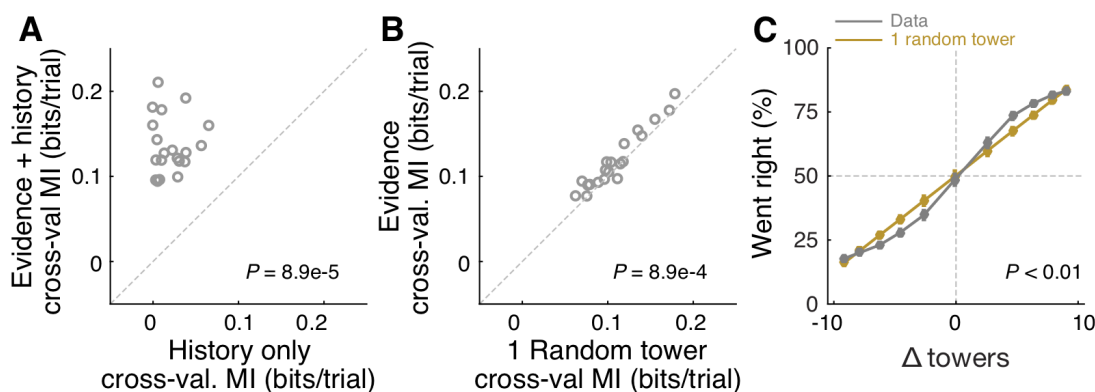 A
Evidence + history
cross-val MI (bits/trial)
0.2
0.1
0
P = 8.9e-5
0
0.1
0.2
History only
cross-val. MI (bits/trial)
B
Evidence
cross-val. MI (bits/trial)
0.2
0.1
0
P = 8.9e-4
0
0.1
0.2
1 Random tower
cross-val MI (bits/trial)
C
Data
1 random tower
Went right (%)
100
75
50
25
0
P < 0.01
-10
0
10
Δ towers